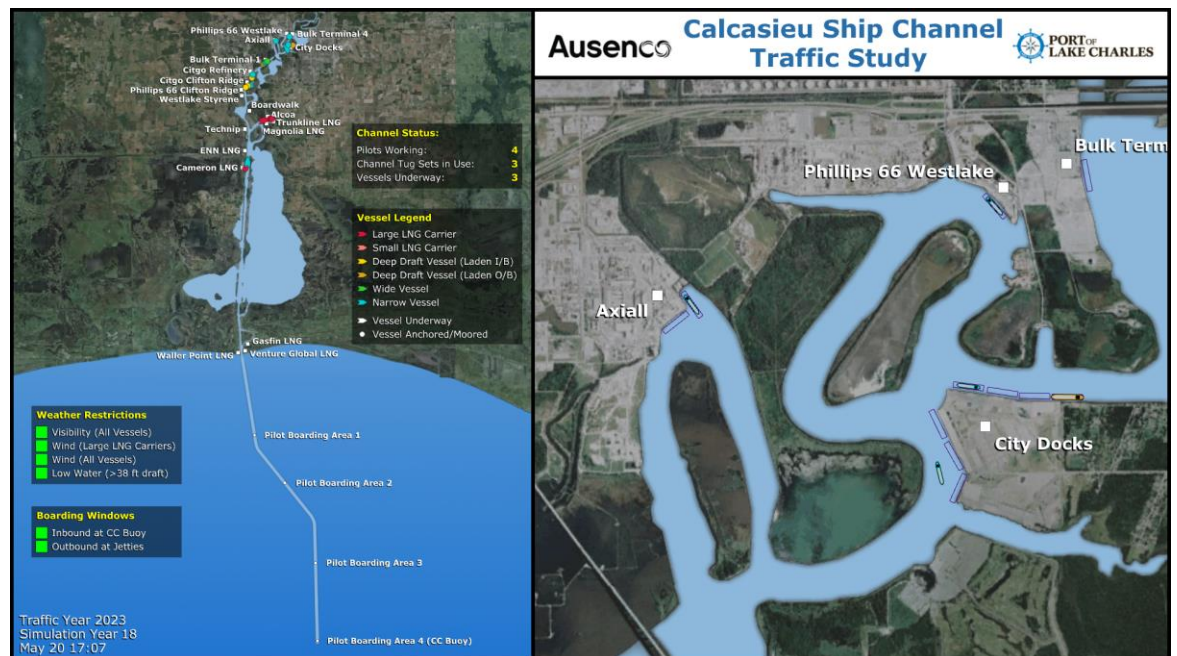 Phillips 66 Westlake
Bulk Terminal 4
Axiall
City Docks
Bulk Terminal 1
Citgo Refinery
Citgo Clifton Ridge
Phillips 66 Clifton Ridge
Westlake Styrene
Boardwalk
Alcoa
Trunkline LNG
Technip
Magnolia LNG
ENN LNG
Cameron LNG
Channel Status:
Pilots Working: 4
Channel Tug Sets in Use: 3
Vessels Underway: 3
Vessel Legend
Large LNG Carrier
Small LNG Carrier
Deep Draft Vessel (Laden I/B)
Deep Draft Vessel (Laden O/B)
Wide Vessel
Narrow Vessel
Vessel Underway
Vessel Anchored/Moored
Gasfin LNG
Waller Point LNG
Venture Global LNG
Weather Restrictions
Visibility (All Vessels)
Wind (Large LNG Carriers)
Wind (All Vessels)
Low Water (>38 ft draft)
Boarding Windows
Inbound at CC Buoy
Outbound at Jetties
Pilot Boarding Area 1
Pilot Boarding Area 2
Pilot Boarding Area 3
Pilot Boarding Area 4 (CC Buoy)
Traffic Year 2023
Simulation Year 18
May 20 17:07
Ausenco
Calcasieu Ship Channel
Traffic Study
PORT OF
LAKE CHARLES
Bulk Term
Phillips 66 Westlake
Axiall
City Docks